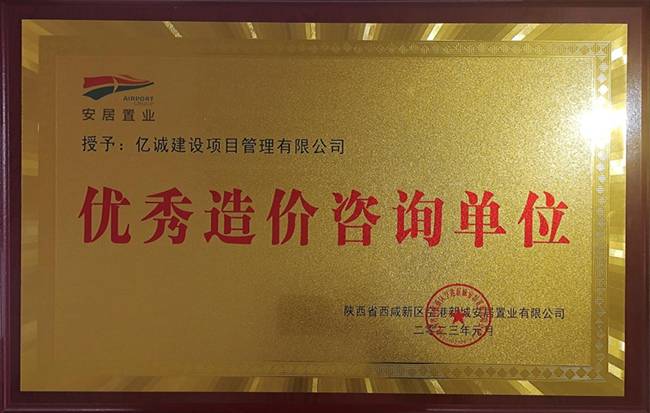 AIRPORT
安居置业
授予：亿诚建设项目管理有限公司
优秀造价咨询单位
陕西省西咸新区空港新城安居置业有限公司
二〇二三年元月